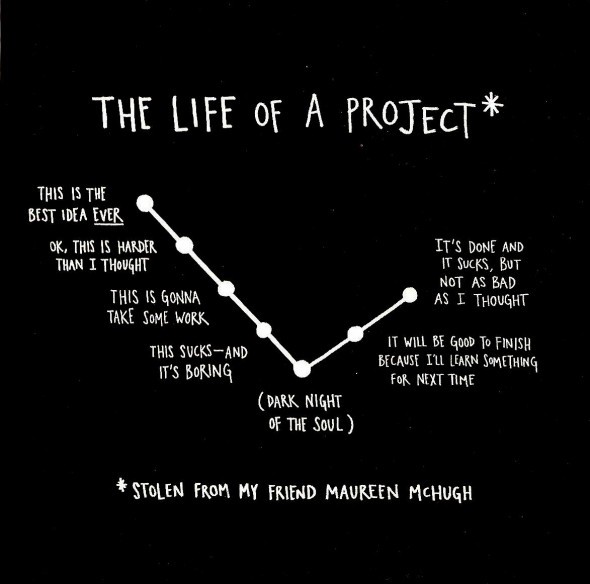 THE LIFE OF A PROJECT*
THIS IS THE
BEST IDEA EVER
OK, THIS IS HARDER
THAN I THOUGHT
THIS IS GONNA
TAKE SOME WORK
THIS SUCKS—AND
IT'S BORING
(DARK NIGHT
OF THE SOUL)
IT WILL BE GOOD TO FINISH
BECAUSE I'LL LEARN SOMETHING
FOR NEXT TIME
IT'S DONE AND
IT SUCKS, BUT
NOT AS BAD
AS I THOUGHT
*STOLEN FROM MY FRIEND MAUREEN MCHUGH